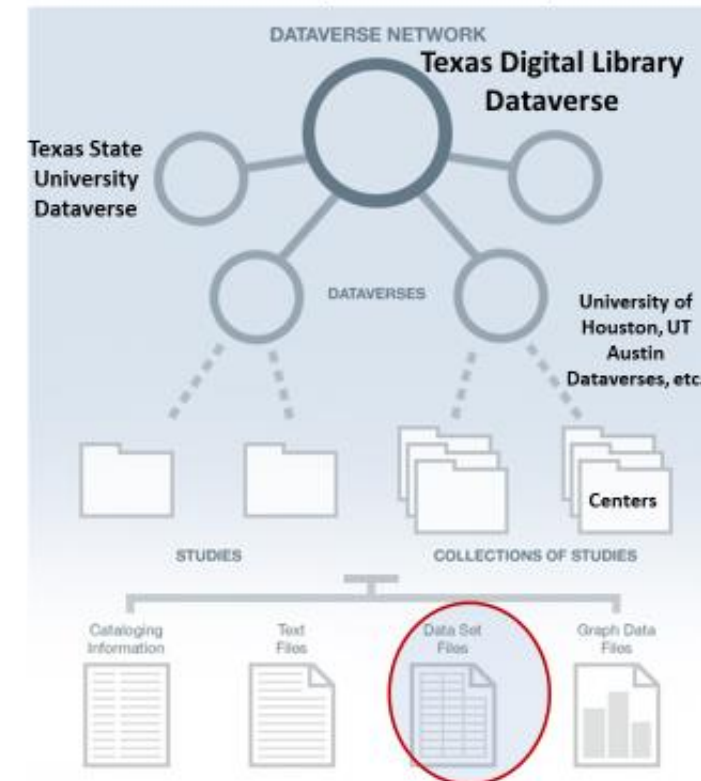 DATAVERSE NETWORK
Texas Digital Library
Dataverse
Texas State
University
Dataverse
DATAVERSES
University of
Houston, UT
Austin
Dataverses, etc
Centers
STUDIES
COLLECTIONS OF STUDIES
Cataloging
Information
Text
Files
Data Set
Files
Graph Data
Files